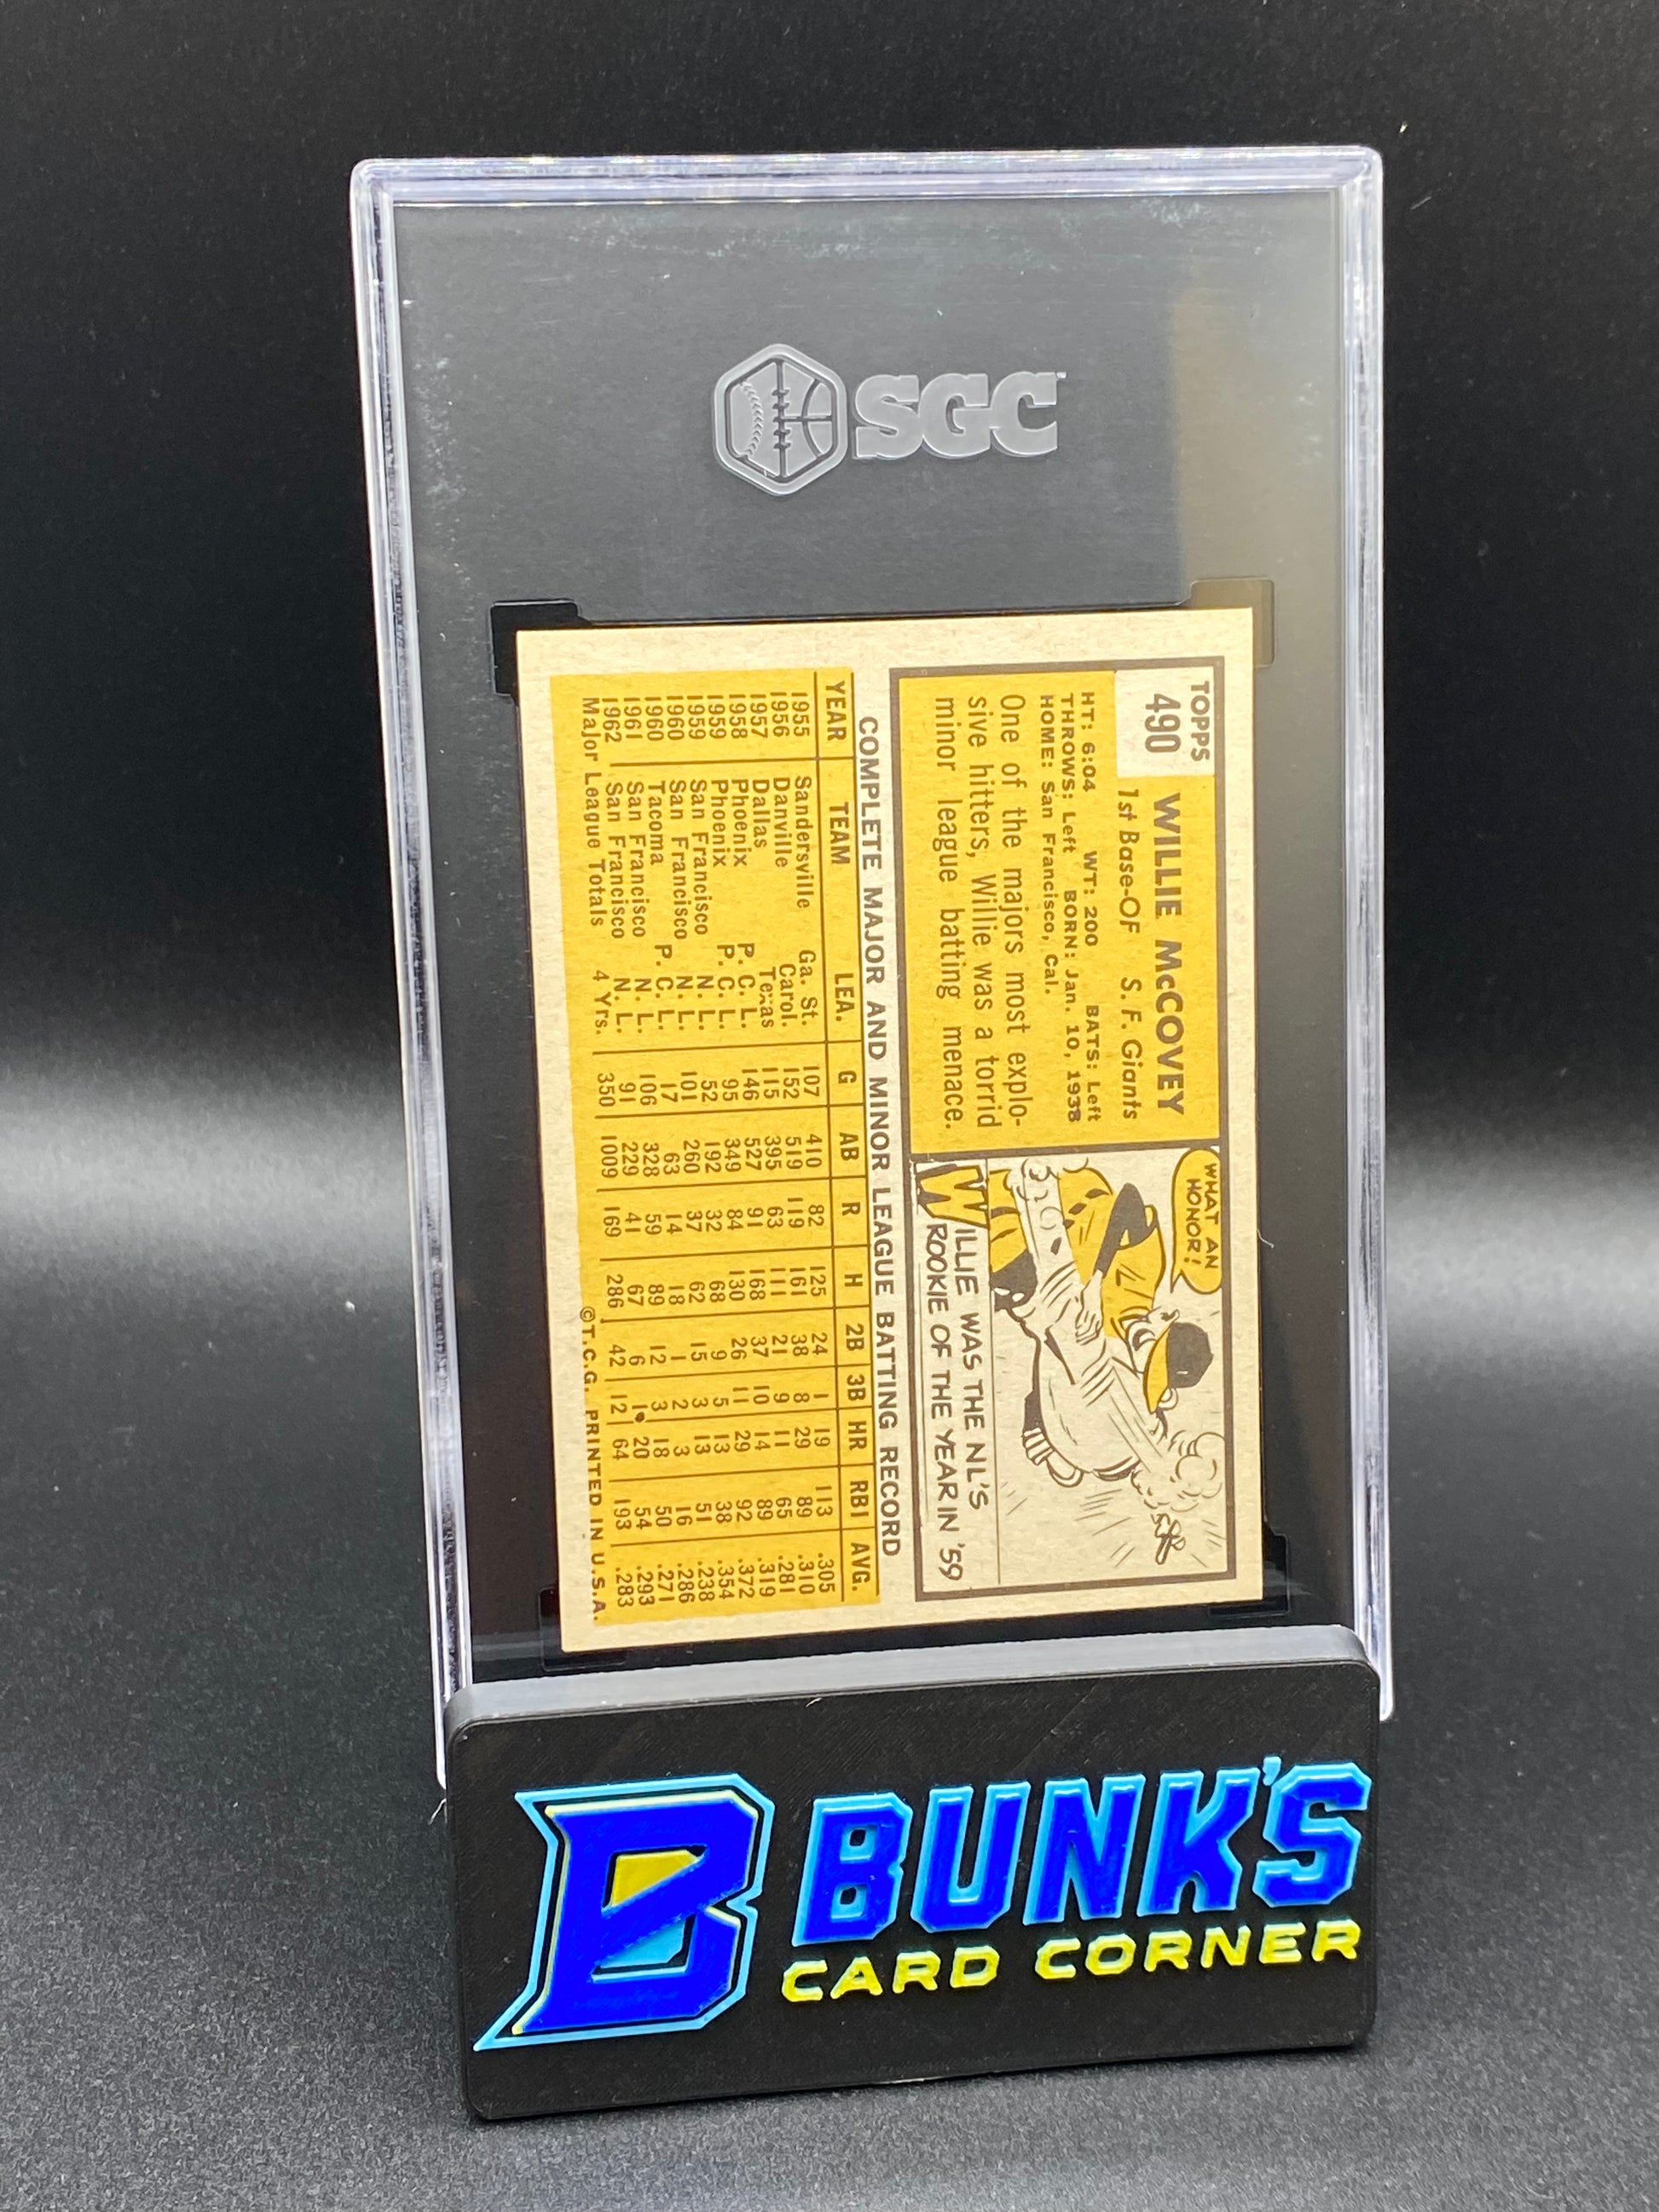 SGC
TOPPS
490
WILLIE McCOVEY
1st Base-OF S. F. Giants
HT: 6:04 WT: 200 BATS: Left
THROWS: Left BORN: Jan. 10, 1938
HOME: San Francisco, Cal.
One of the majors most explo-
sive hitters, Willie was a torrid
minor league batting menace.
WHAT AN
HONOR!
WILLIE WAS THE NL'S
ROOKIE OF THE YEAR IN '59
COMPLETE MAJOR AND MINOR LEAGUE BATTING RECORD
YEAR TEAM LEA. G AB R H 2B 3B HR RBI AVG.
1955 Sandersville Ga. St. 107 410 82 125 24 1 19 113 .305
1956 Danville Carol. 152 519 119 161 38 8 29 89 .310
1957 Dallas Texas 115 395 63 111 21 9 11 65 .281
1958 Phoenix P. C. L. 146 527 91 168 37 10 14 89 .319
1959 Phoenix P. C. L. 95 349 84 130 26 11 29 92 .372
1959 San Francisco N. L. 52 192 32 68 9 5 13 38 .354
1960 San Francisco N. L. 101 260 37 62 15 3 13 51 .238
1960 Tacoma P. C. L. 17 63 14 18 1 2 3 16 .286
1961 San Francisco N. L. 106 328 59 89 12 3 18 50 .271
1962 San Francisco N. L. 91 229 41 67 6 1 20 54 .293
Major League Totals 4 Yrs. 350 1009 169 286 42 12 64 193 .283
©T.C.G. PRINTED IN U.S.A.
B BUNK'S
CARD CORNER